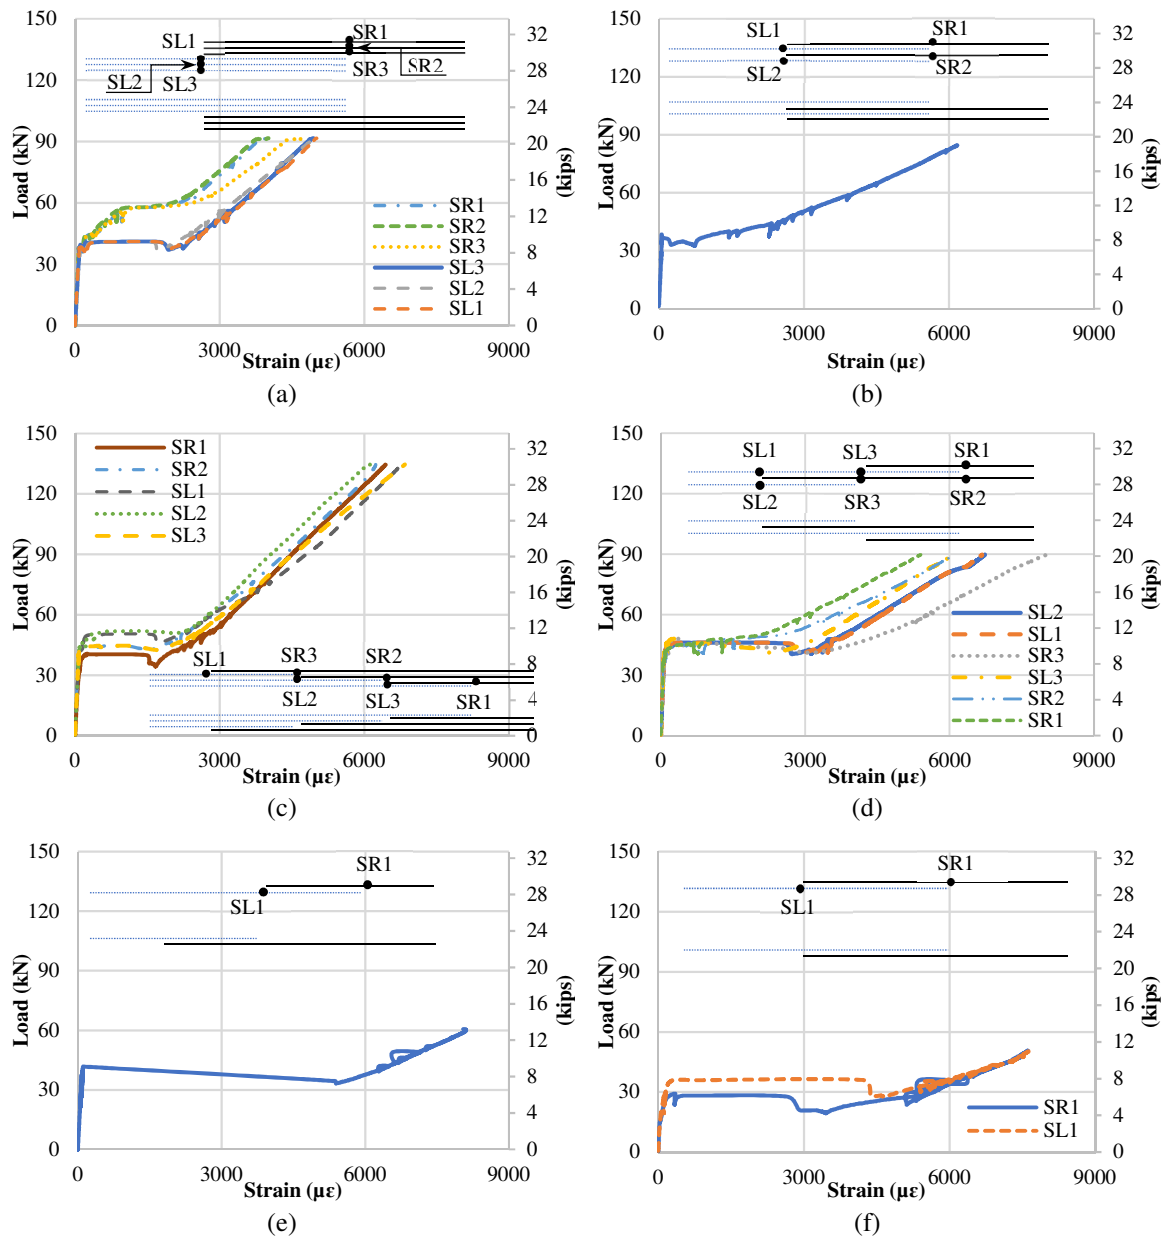 150
120
90
60
30
0
Load (kN)
32
28
24
20
16
12
8
4
0
(kips)
SL1
SR1
SL2
SL3
SR3
SR2
SR1
SR2
SR3
SL3
SL2
SL1
0 3000 6000 9000
Strain (µε)
(a)
150
120
90
60
30
0
Load (kN)
32
28
24
20
16
12
8
4
0
(kips)
SL1
SR1
SL2
SR2
0 3000 6000 9000
Strain (µε)
(b)
150
120
90
60
30
0
Load (kN)
32
28
24
20
16
12
8
4
0
(kips)
SR1
SR2
SL1
SL2
SL3
SL1
SR3
SR2
SL2
SL3
SR1
0 3000 6000 9000
Strain (µε)
(c)
150
120
90
60
30
0
Load (kN)
32
28
24
20
16
12
8
4
0
(kips)
SL1 SL3 SR1
SL2 SR3 SR2
SL2
SL1
SR3
SL3
SR2
SR1
0 3000 6000 9000
Strain (µε)
(d)
150
120
90
60
30
0
Load (kN)
32
28
24
20
16
12
8
4
0
(kips)
SR1
SL1
0 3000 6000 9000
Strain (µε)
(e)
150
120
90
60
30
0
Load (kN)
32
28
24
20
16
12
8
4
0
(kips)
SR1
SL1
SR1
SL1
0 3000 6000 9000
Strain (µε)
(f)